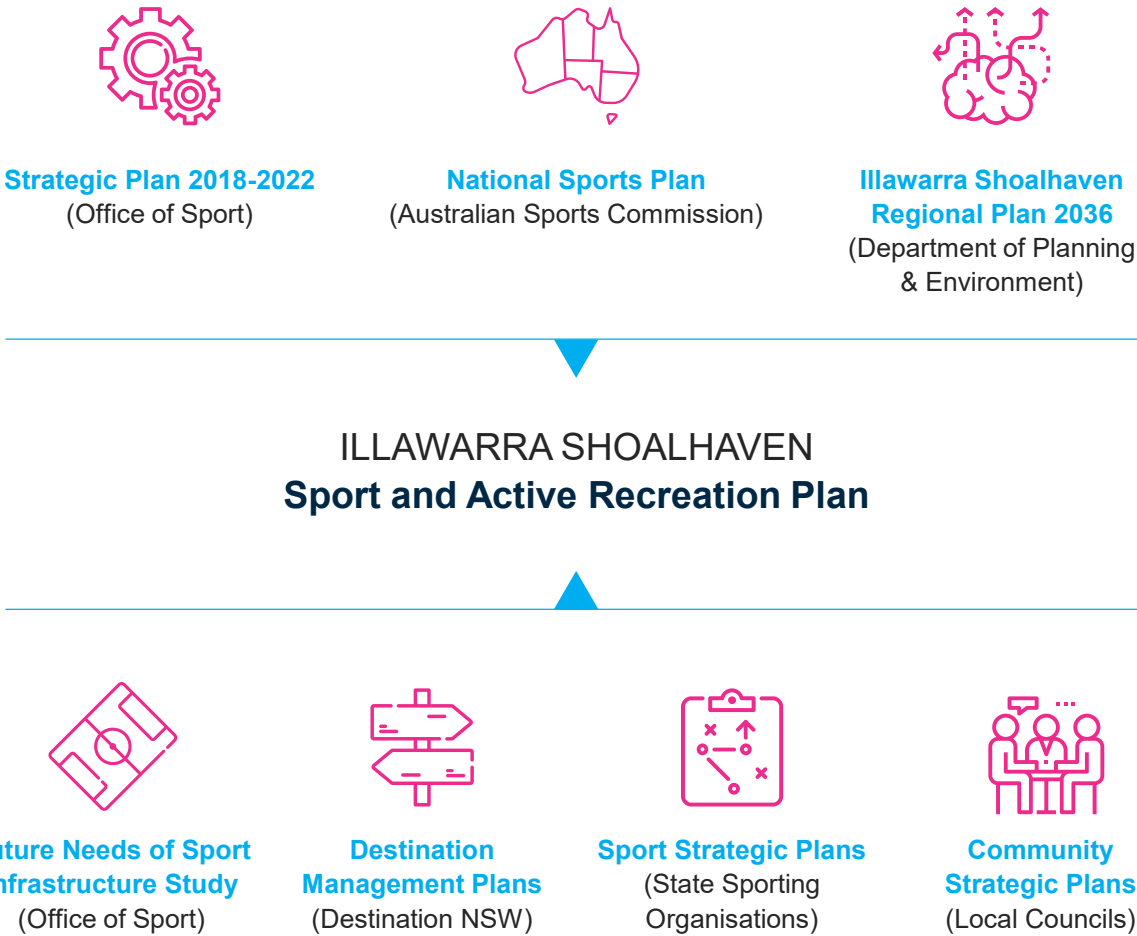 Strategic Plan 2018-2022
(Office of Sport)
National Sports Plan
(Australian Sports Commission)
Illawarra Shoalhaven
Regional Plan 2036
(Department of Planning
& Environment)
ILLAWARRA SHOALHAVEN
Sport and Active Recreation Plan
uture Needs of Sport
nfrastructure Study
(Office of Sport)
Destination
Management Plans
(Destination NSW)
Sport Strategic Plans
(State Sporting
Organisations)
Community
Strategic Plans
(Local Councils)